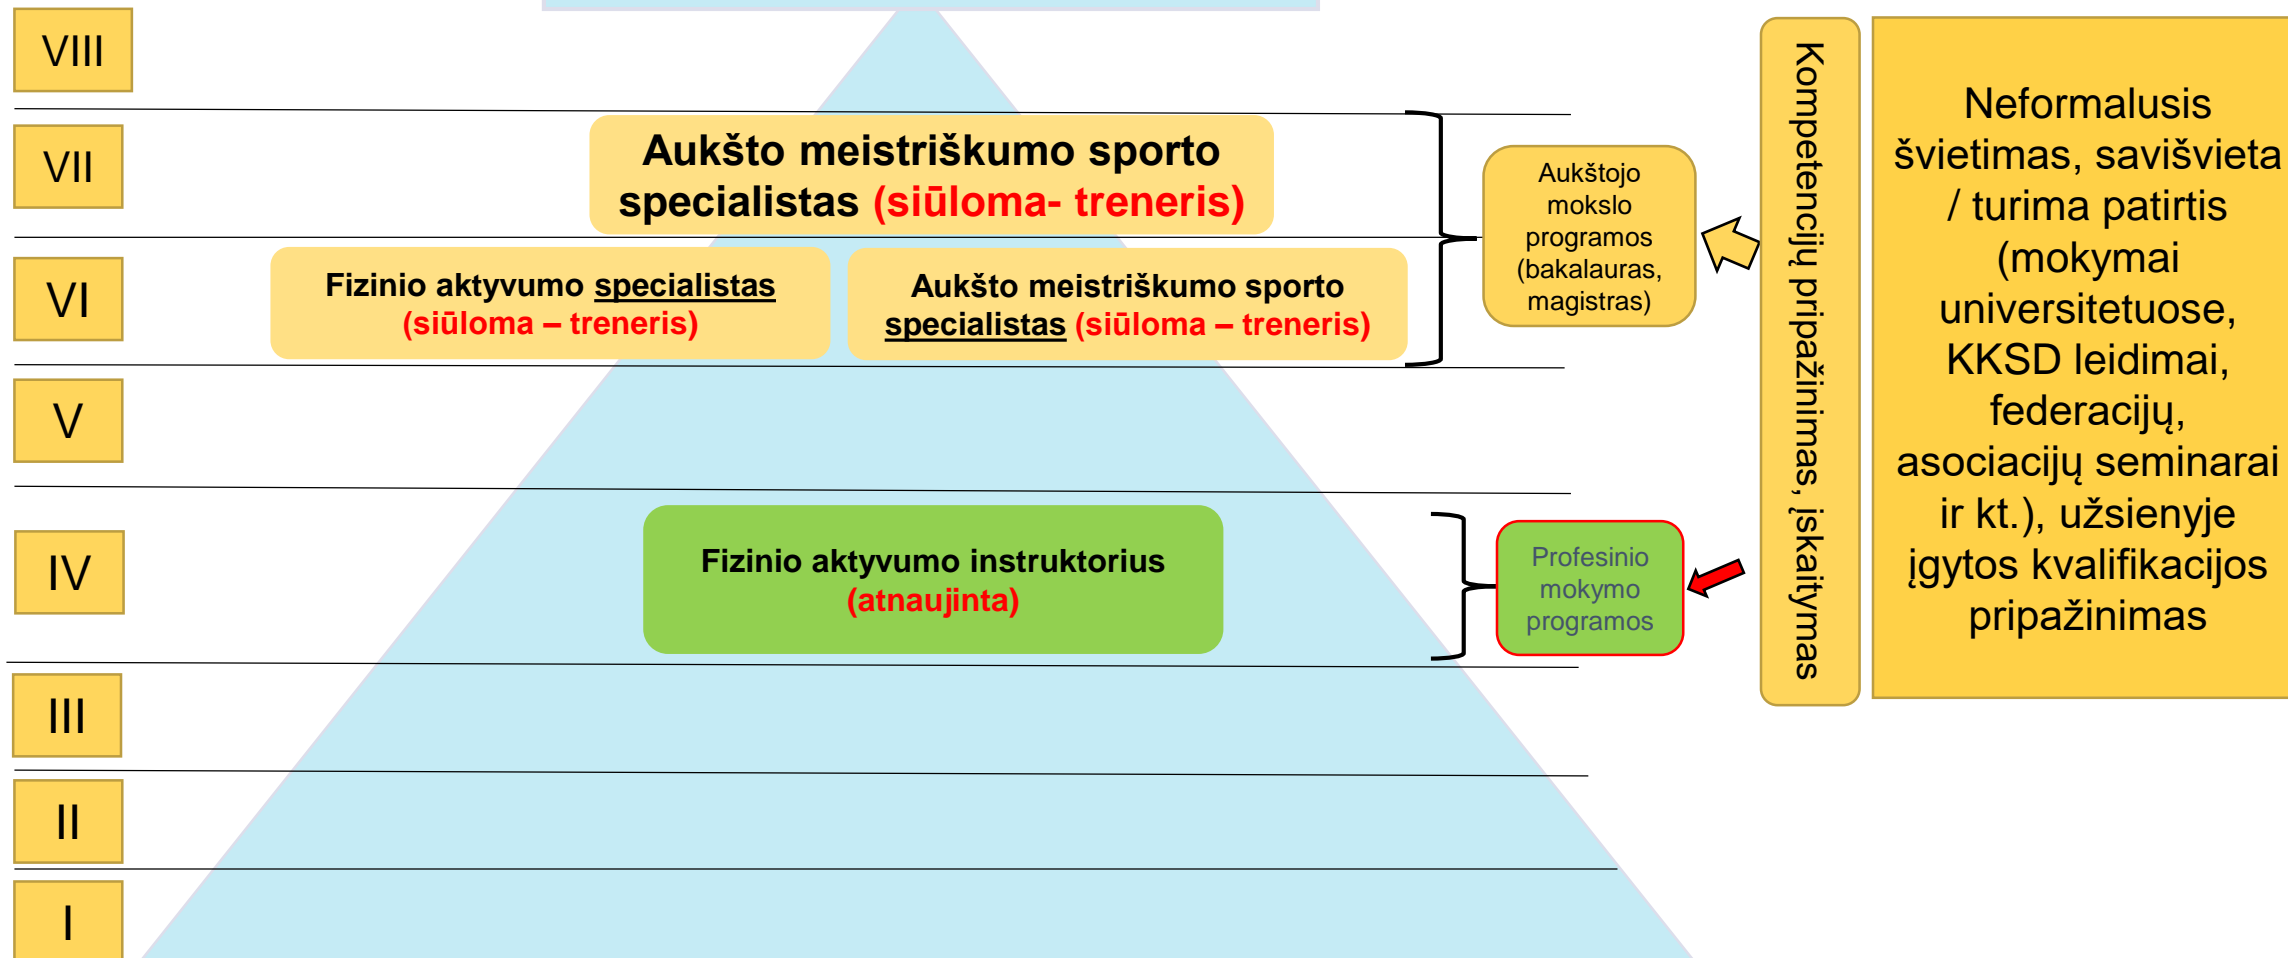 VIII
VII
Aukšto meistriškumo sporto
specialistas (siūloma- treneris)
VI
Fizinio aktyvumo specialistas
(siūloma – treneris)
Aukšto meistriškumo sporto
specialistas (siūloma – treneris)
V
IV
Fizinio aktyvumo instruktorius
(atnaujinta)
III
II
I
Aukštojo
mokslo
programos
(bakalauras,
magistras)
Profesinio
mokymo
programos
Kompetencijų pripažinimas, įskaitymas
Neformalusis
švietimas, savišvieta
/ turima patirtis
(mokymai
universitetuose,
KKSD leidimai,
federacijų,
asociacijų seminarai
ir kt.), užsienyje
įgytos kvalifikacijos
pripažinimas